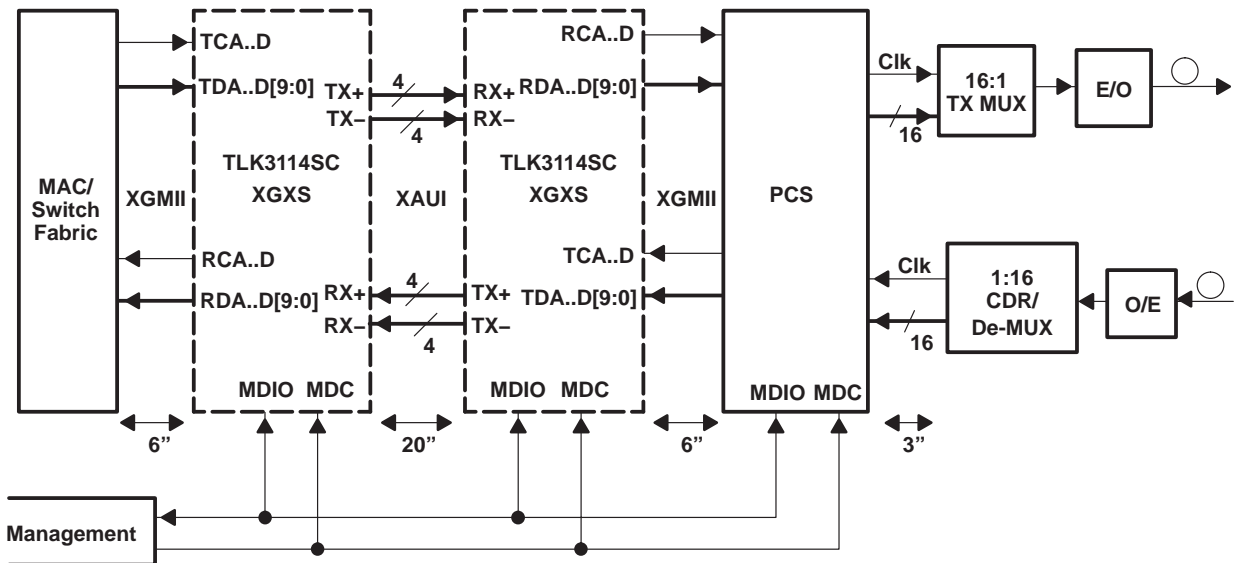 MAC/
Switch
Fabric
XGMII
TCA..D
TDA..D[9:0]
TX+
TX–
TLK3114SC
XGXS
RCA..D
RDA..D[9:0]
RX+
RX–
MDIO MDC
4
4
XAUI
4
4
RCA..D
RX+ RDA..D[9:0]
RX–
TLK3114SC
XGXS
TCA..D
TX+ TDA..D[9:0]
TX–
MDIO MDC
XGMII
PCS
MDIO MDC
Clk
16
16:1
TX MUX
E/O
Clk
16
1:16
CDR/
De-MUX
O/E
6”
20”
6”
3”
Management